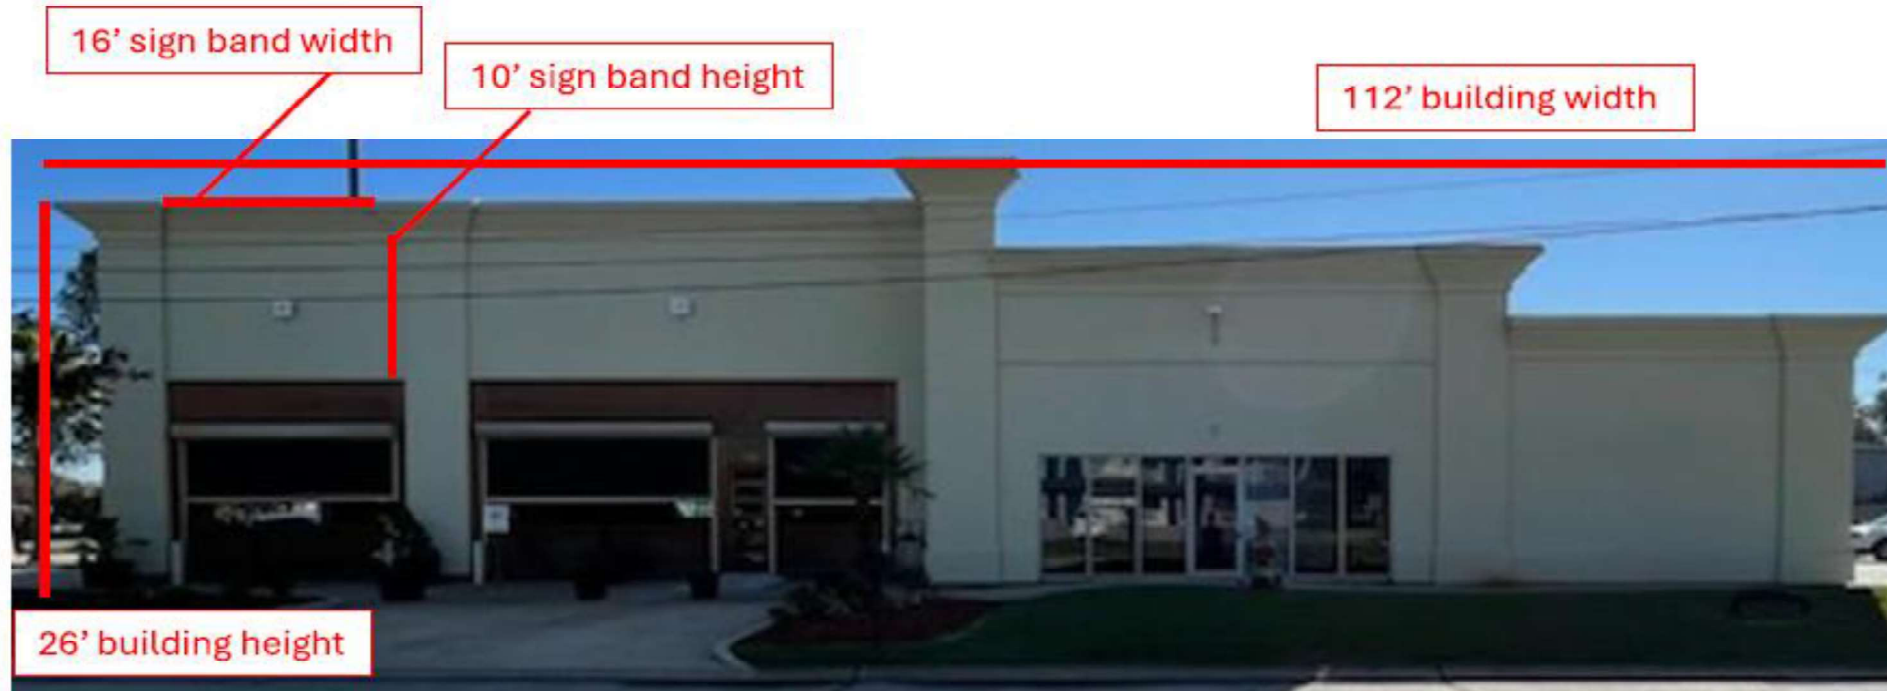 16’ sign band width
10’ sign band height
112’ building width
26’ building height